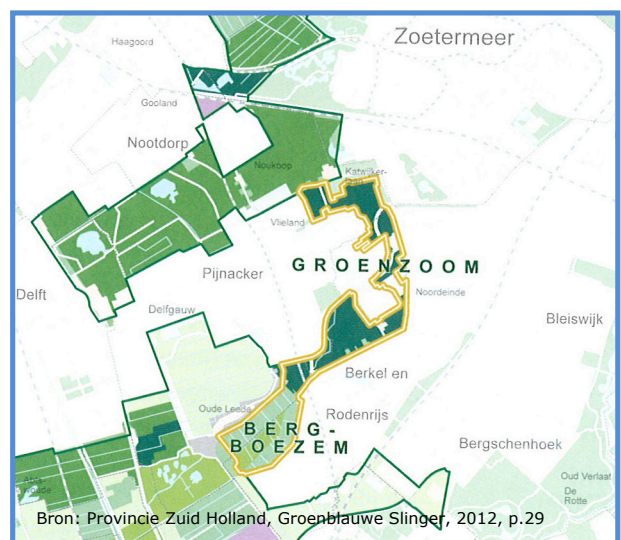 Haagoord
Zoetermeer
Gooland
Nootdorp
Noukoop
Katwijker-
Vlieland
GROENZOOM
Pijnacker
Delft
Noordeinde
Delfgauw
Bleiswijk
Berkel en
Oude Leede
Rodenrijs
BERG-
BOEZEM
Bergschenhoek
Oud Verlaat
De
Rotte
Bron: Provincie Zuid Holland, Groenblauwe Slinger, 2012, p.29